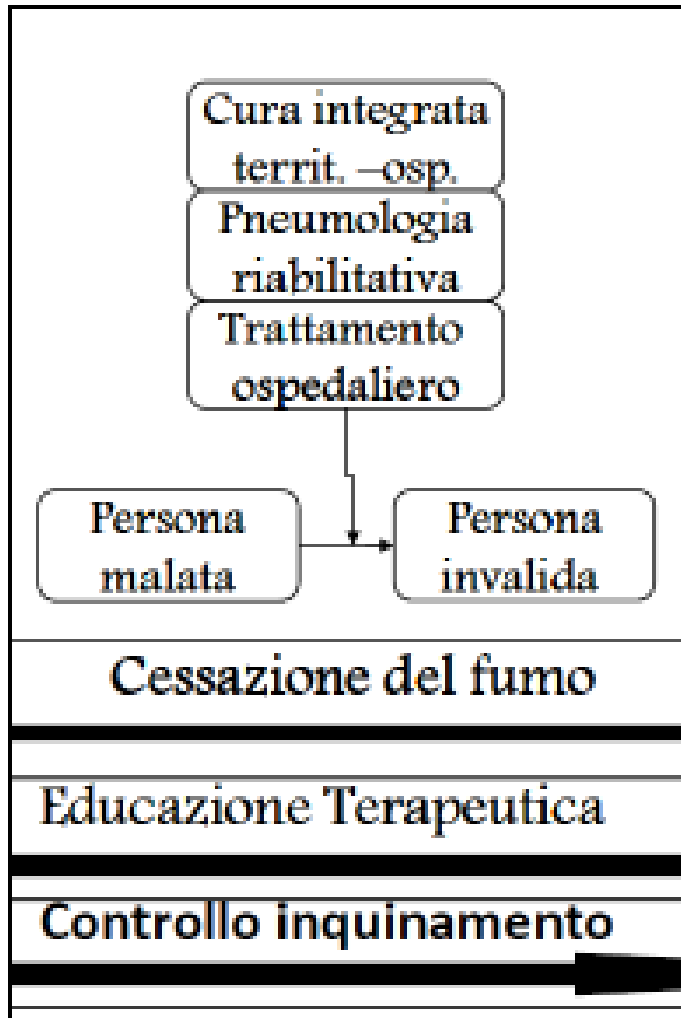 Cura integrata
territ. –osp.
Pneumologia
riabilitativa
Trattamento
ospedaliero
Persona
malata
Persona
invalida
Cessazione del fumo
Educazione Terapeutica
Controllo inquinamento